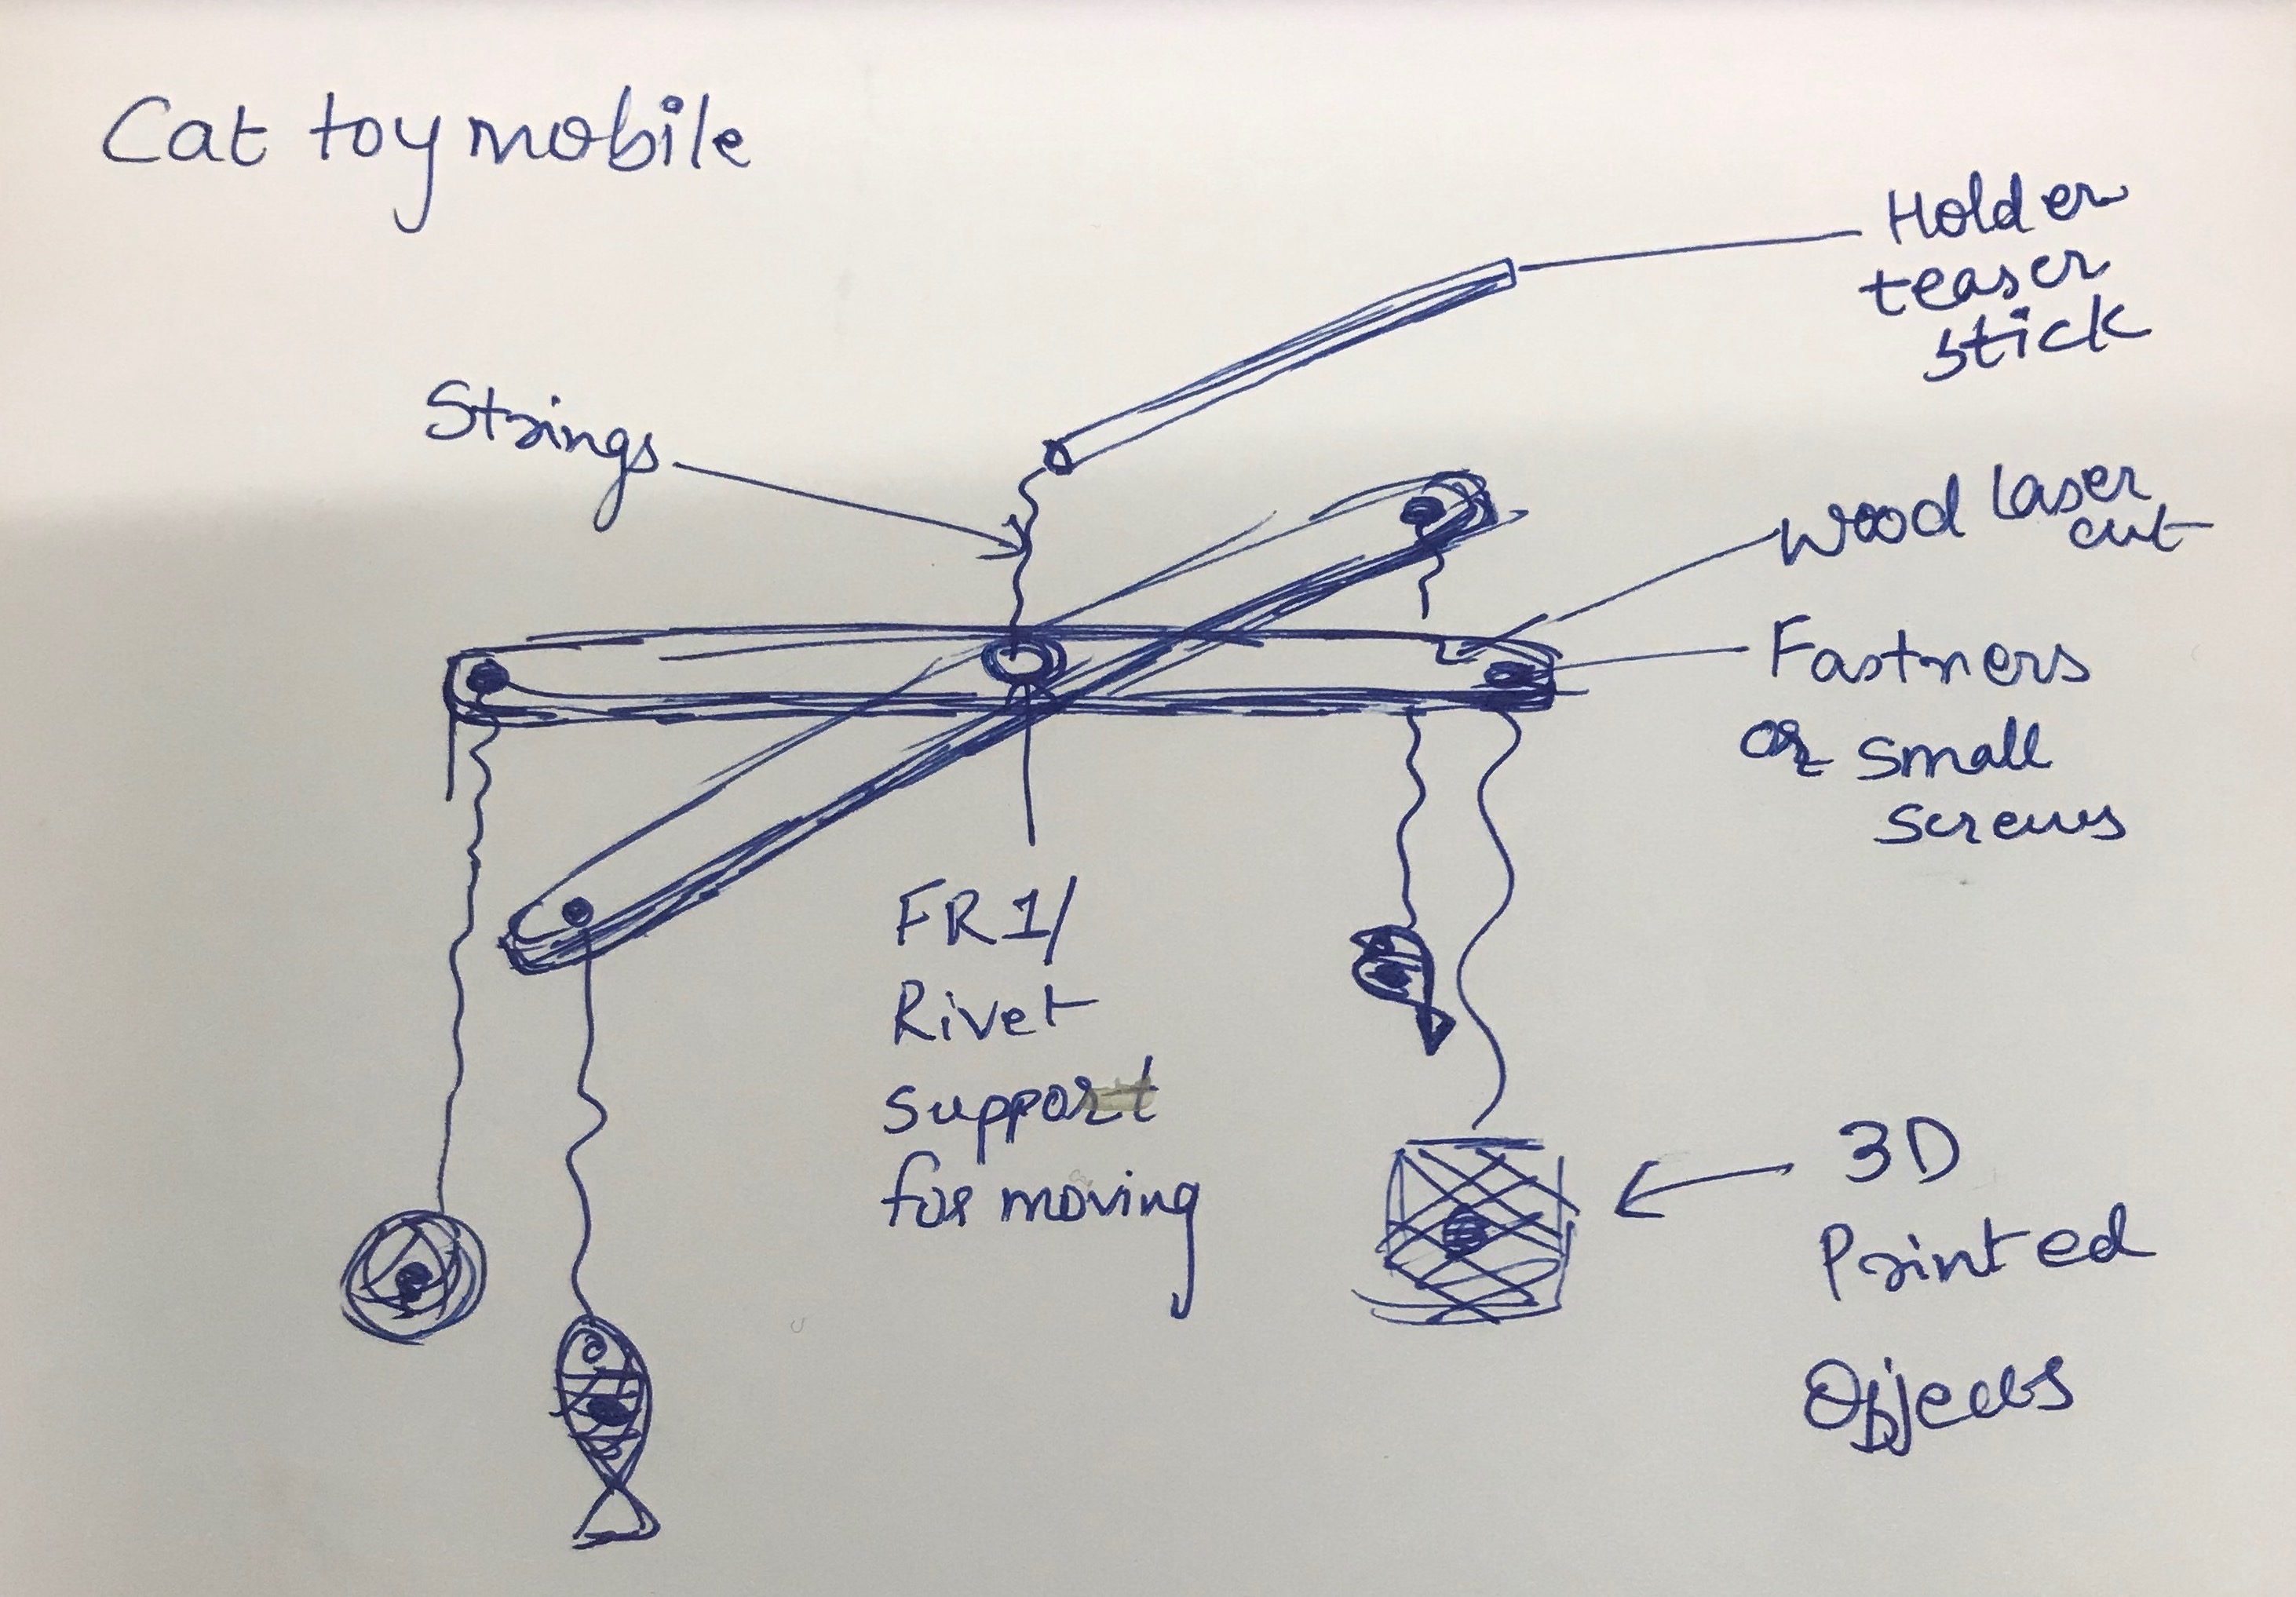 Cat toy mobile
Holder
teaser
stick
Strings
Wood laser
cut
Fastners
or small
screws
FR1/
Rivet
support
for moving
3D
Printed
Objects